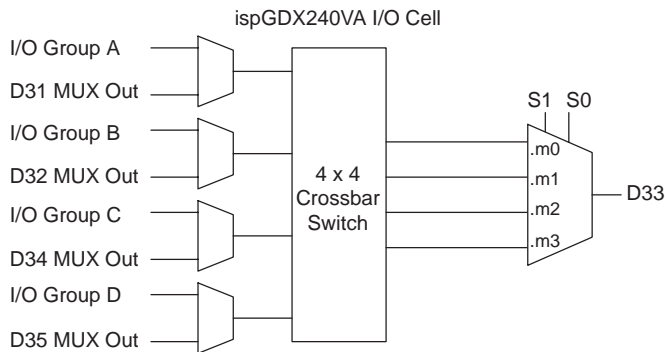 ispGDX240VA I/O Cell
I/O Group A
D31 MUX Out
I/O Group B
D32 MUX Out
I/O Group C
D34 MUX Out
I/O Group D
D35 MUX Out
4 x 4
Crossbar
Switch
S1 S0
.m0
.m1
.m2
.m3
D33